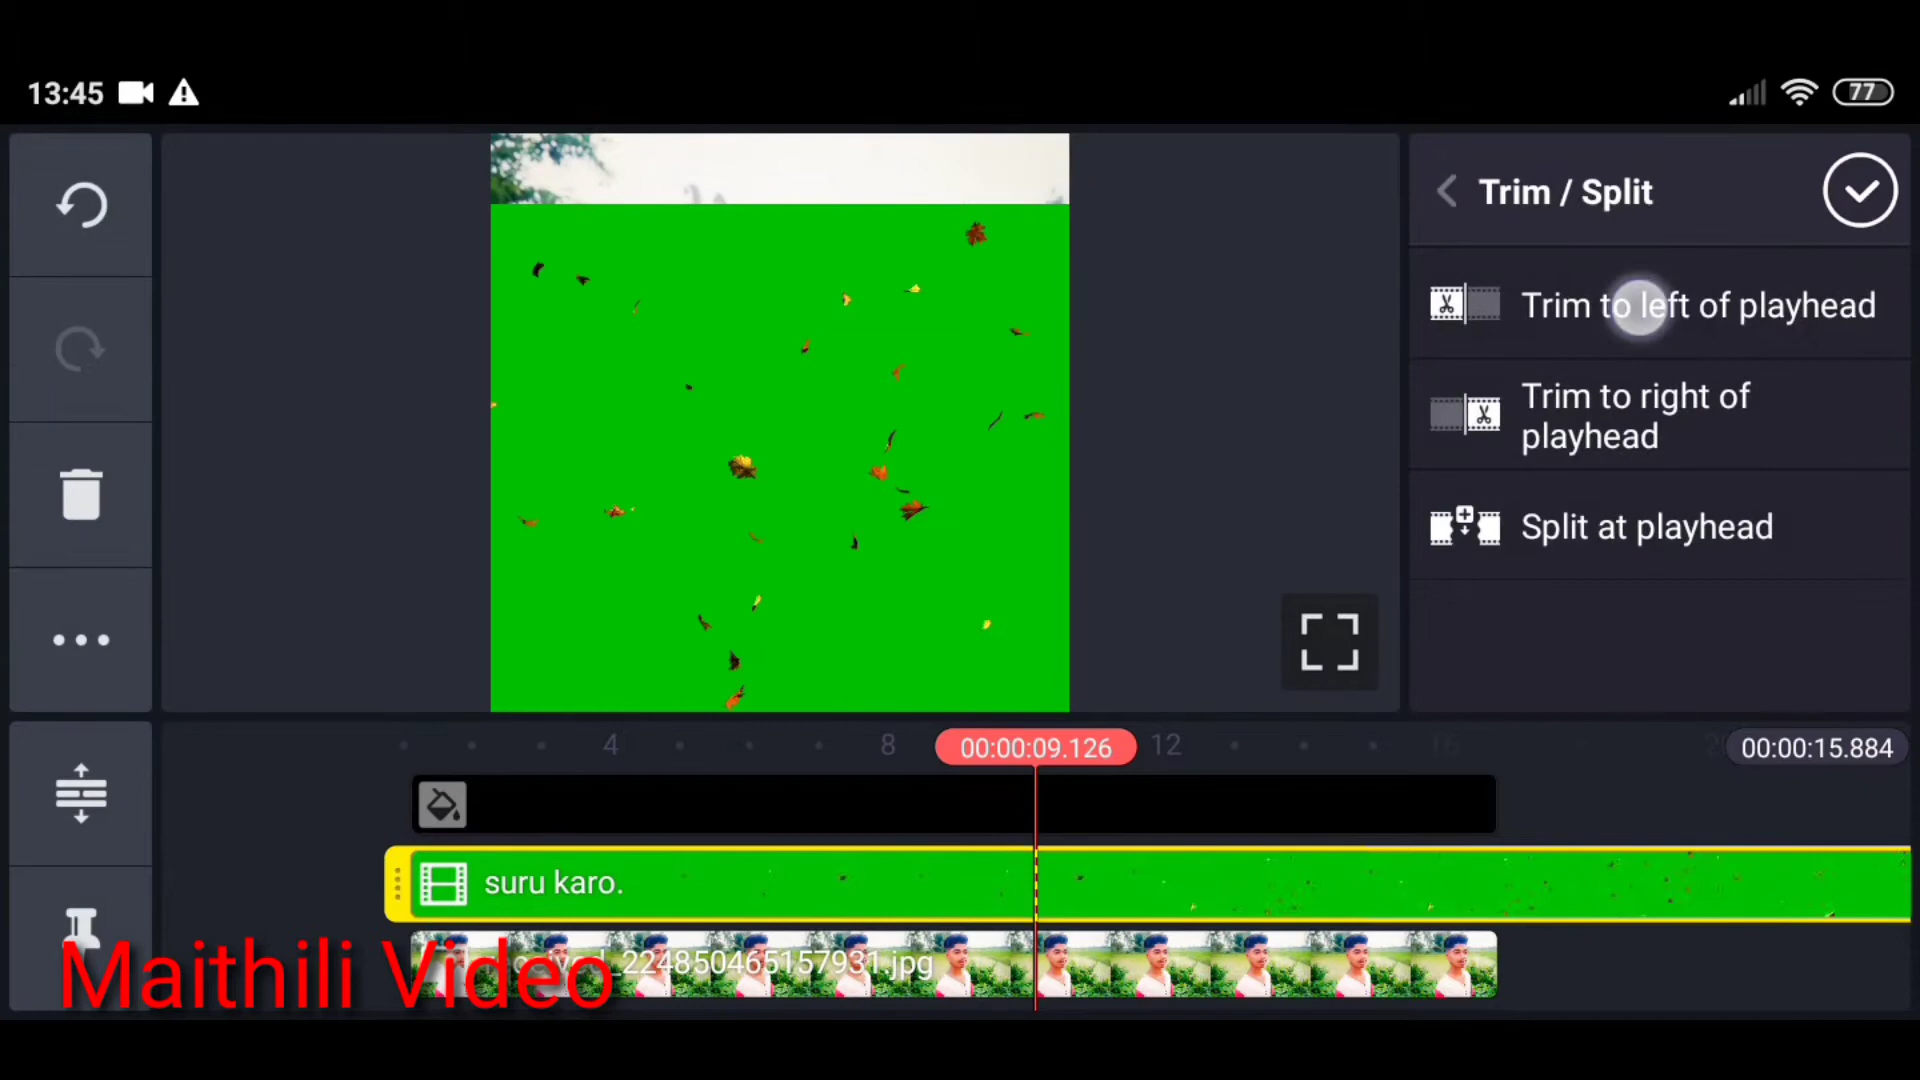 13:45
77
Trim / Split
Trim to left of playhead
Trim to right of
playhead
Split at playhead
4
8
00:00:09.126
12
16
00:00:15.884
suru karo.
224850465157931.jpg
Maithili Video